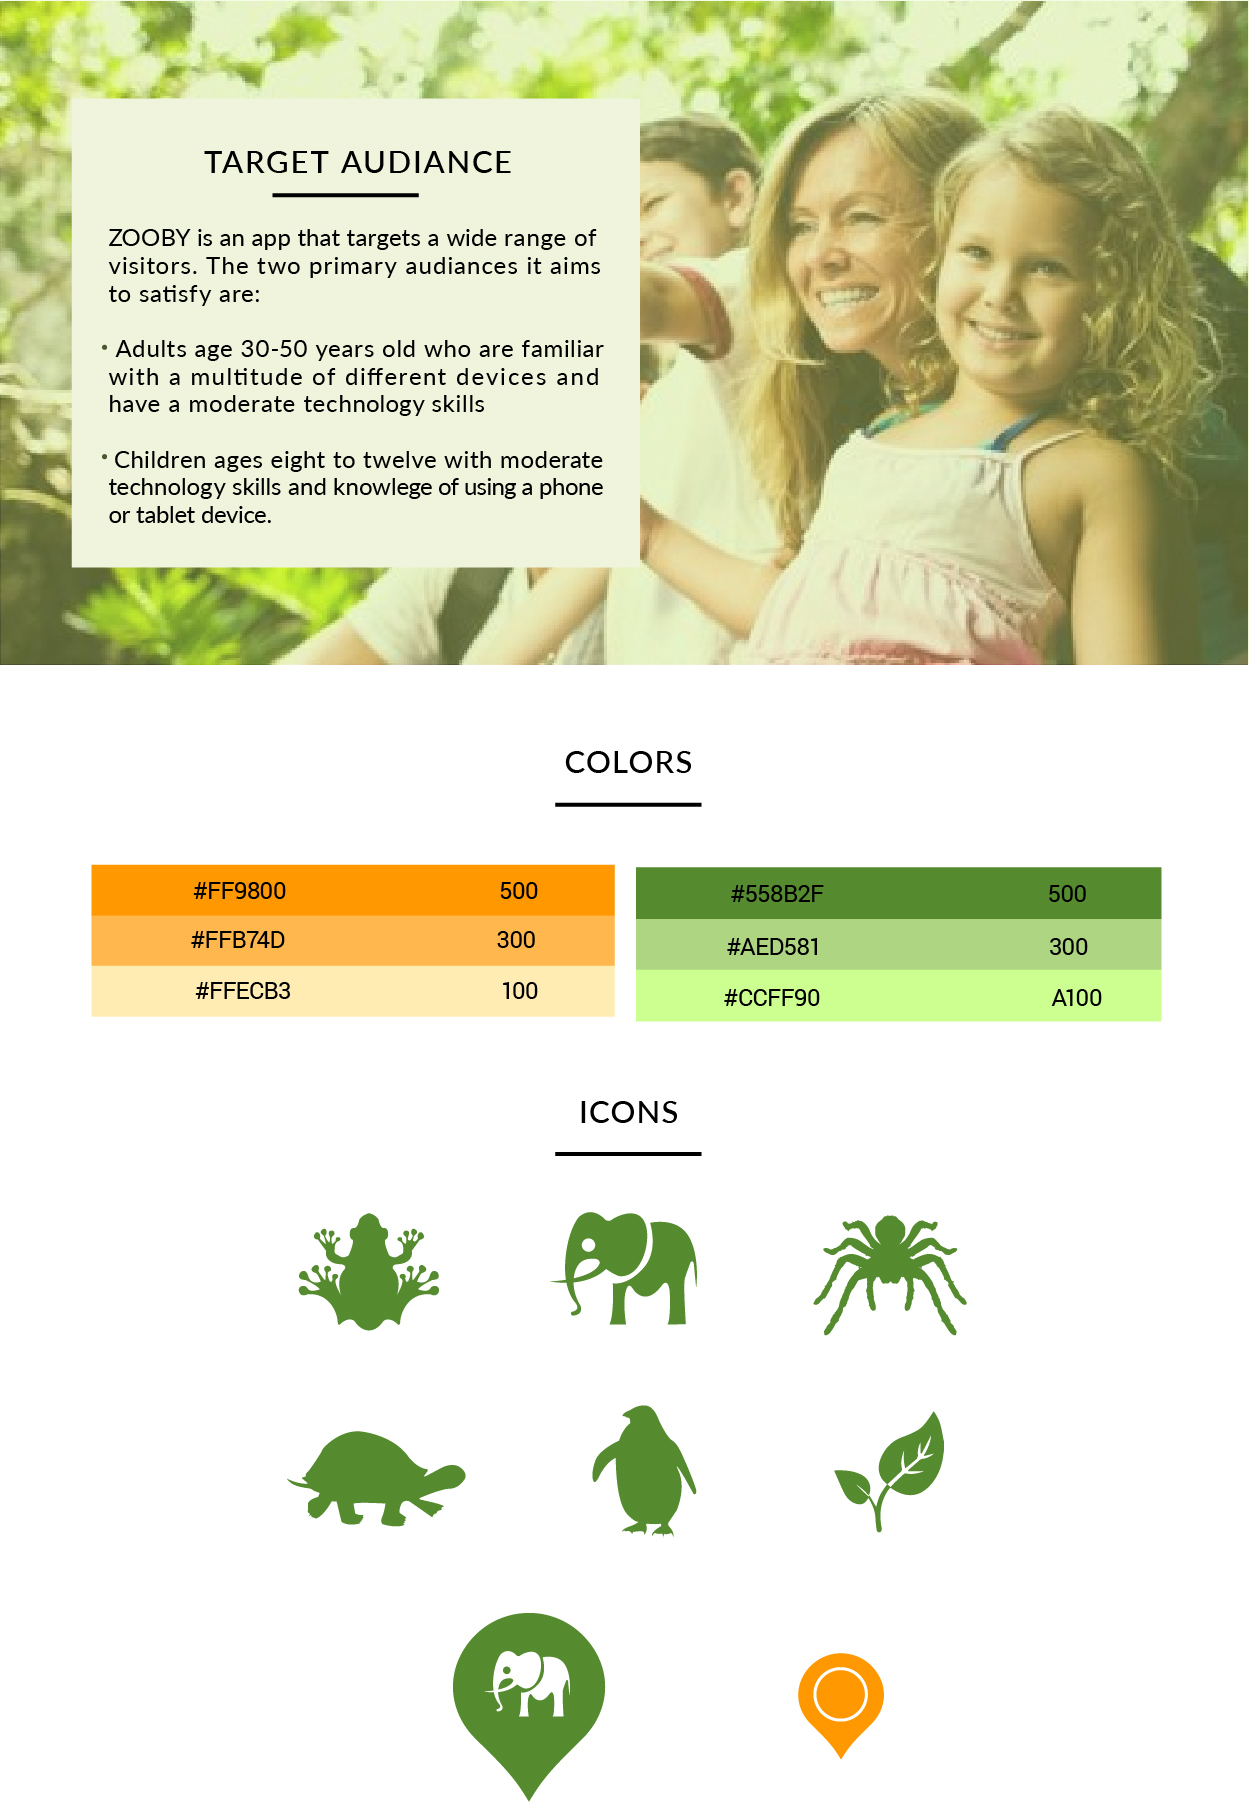 TARGET AUDIANCE
ZOOBY is an app that targets a wide range of
visitors. The two primary audiences it aims
to satisfy are:
· Adults age 30-50 years old who are familiar
with a multitude of different devices and
have a moderate technology skills
· Children ages eight to twelve with moderate
technology skills and knowlege of using a phone
or tablet device.
COLORS
#FF9800 500
#FFB74D 300
#FFECB3 100
#558B2F 500
#AED581 300
#CCFF90 A100
ICONS